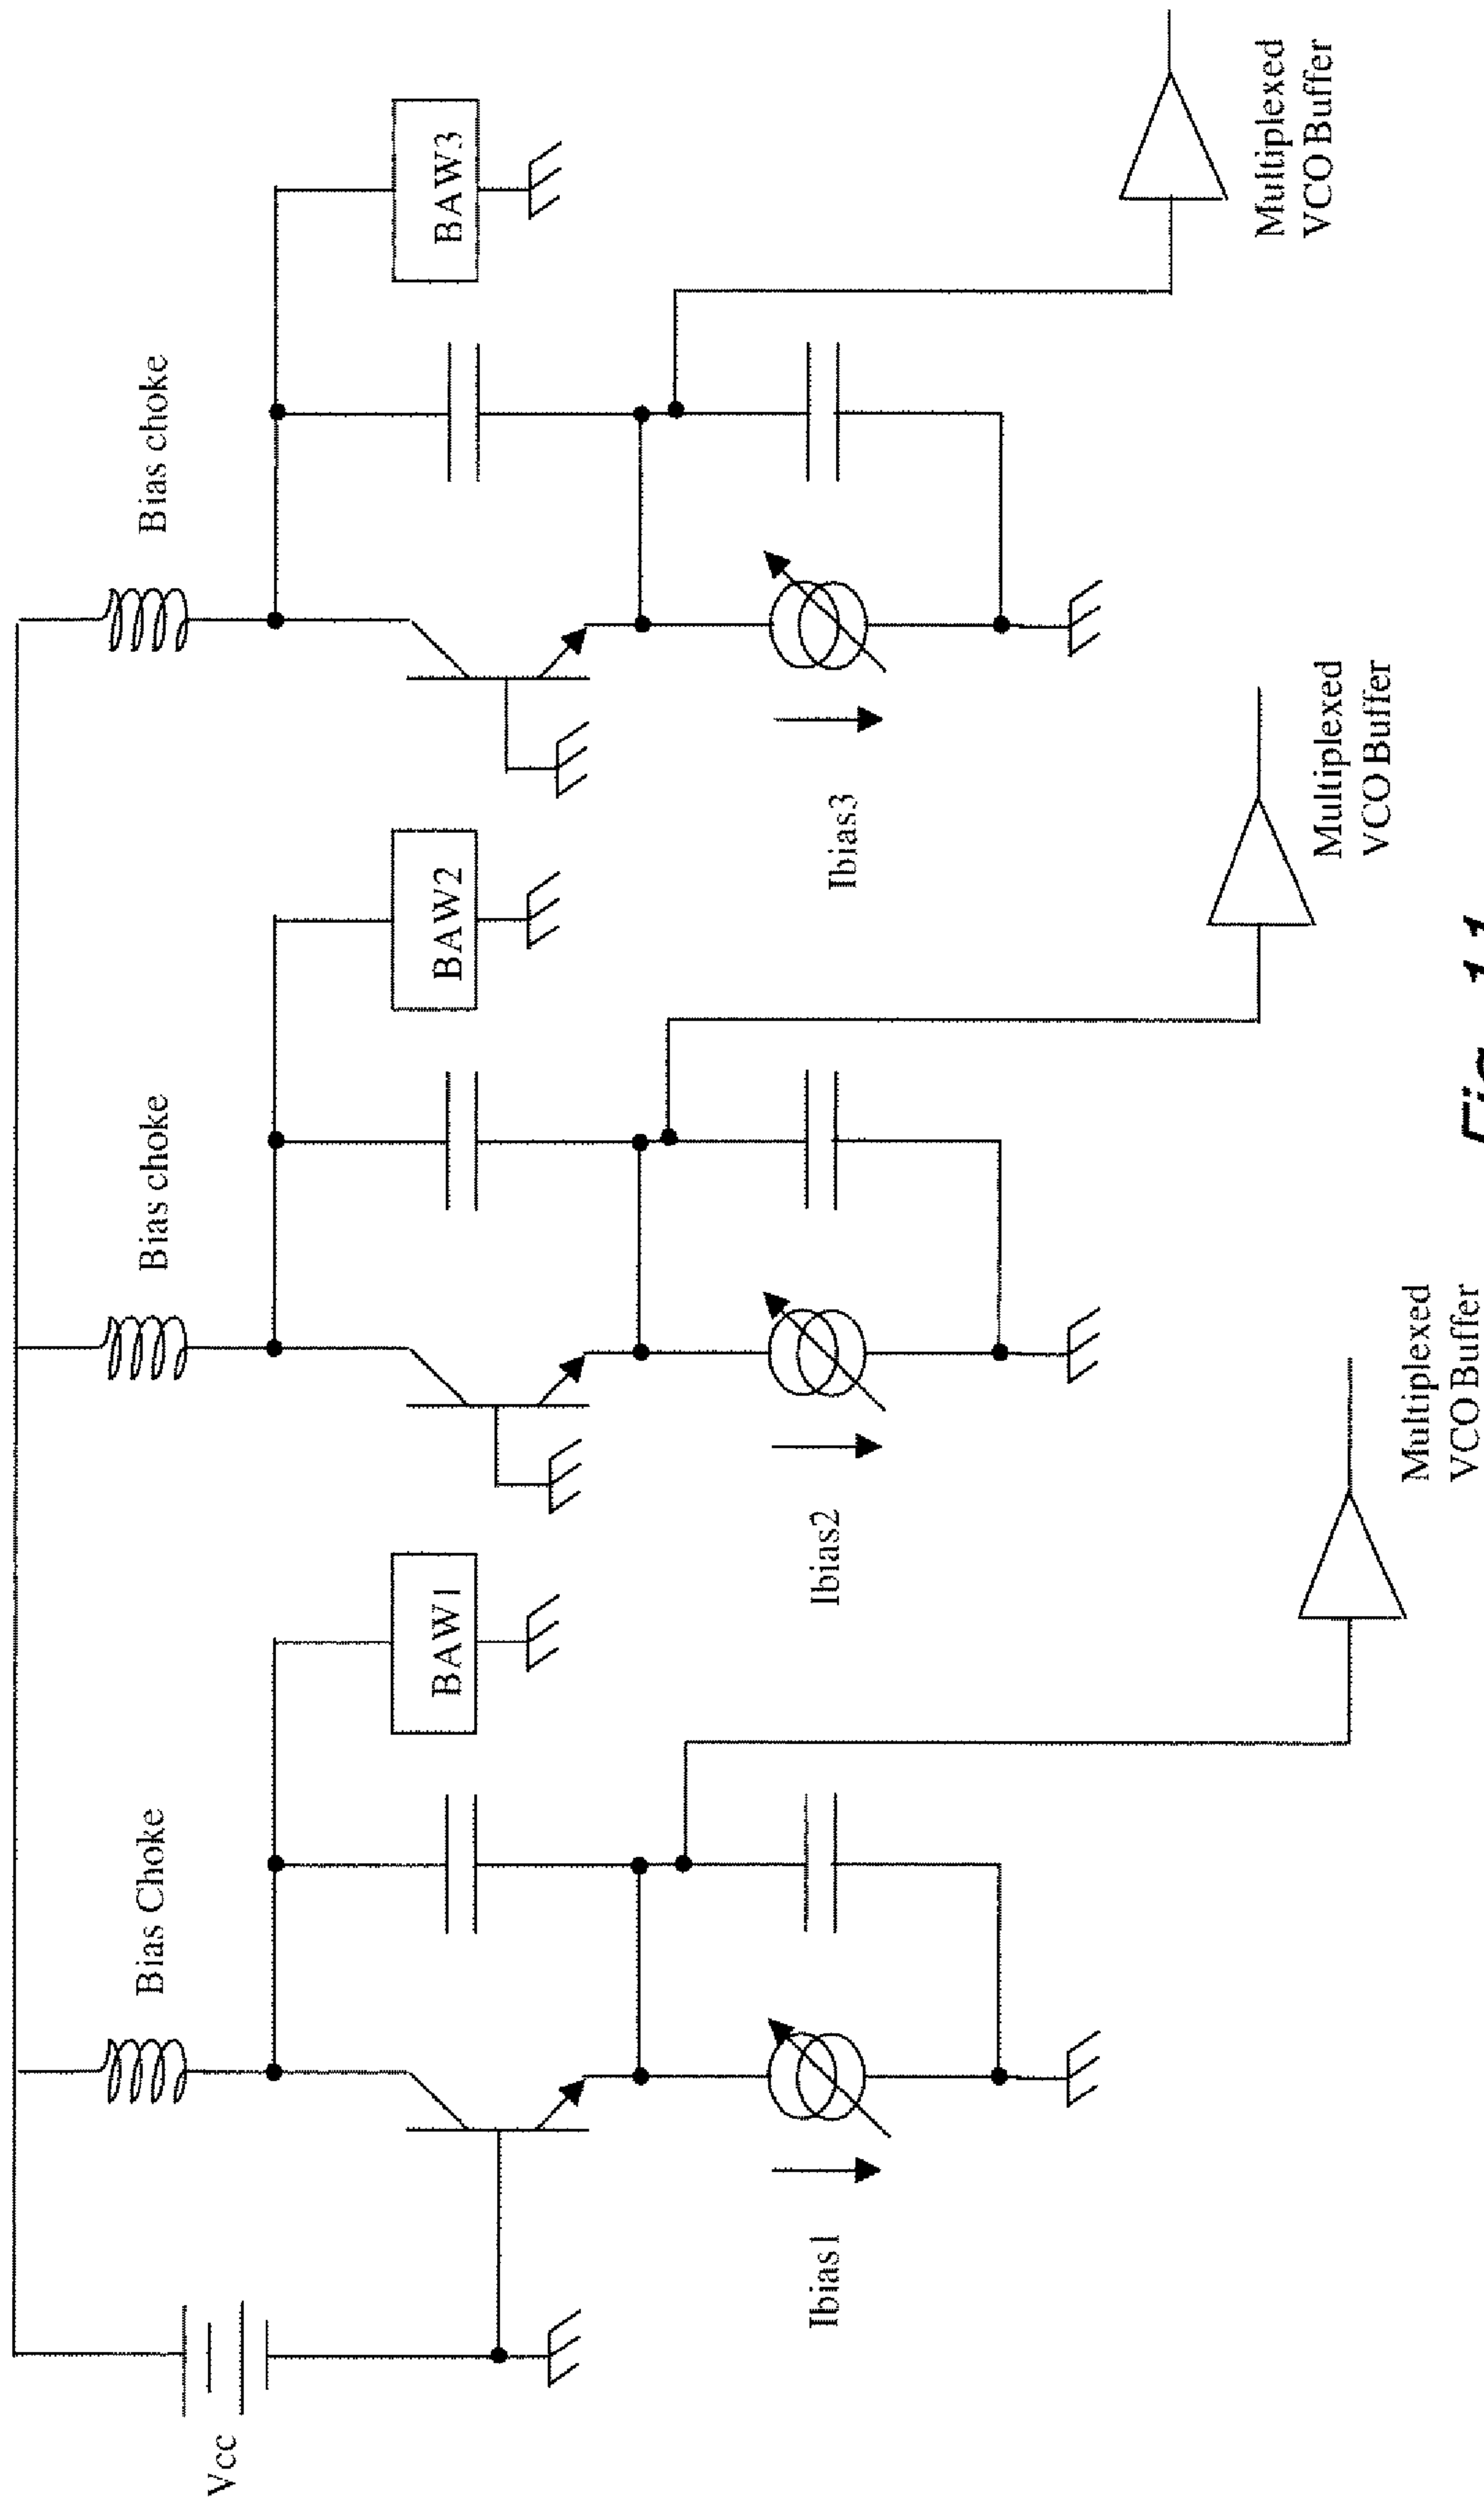 Vcc
Bias Choke
Bias choke
Bias choke
BAW1
BAW2
BAW3
Ibias1
Ibias2
Ibias3
Multiplexed
VCO Buffer
Multiplexed
VCO Buffer
Multiplexed
VCO Buffer